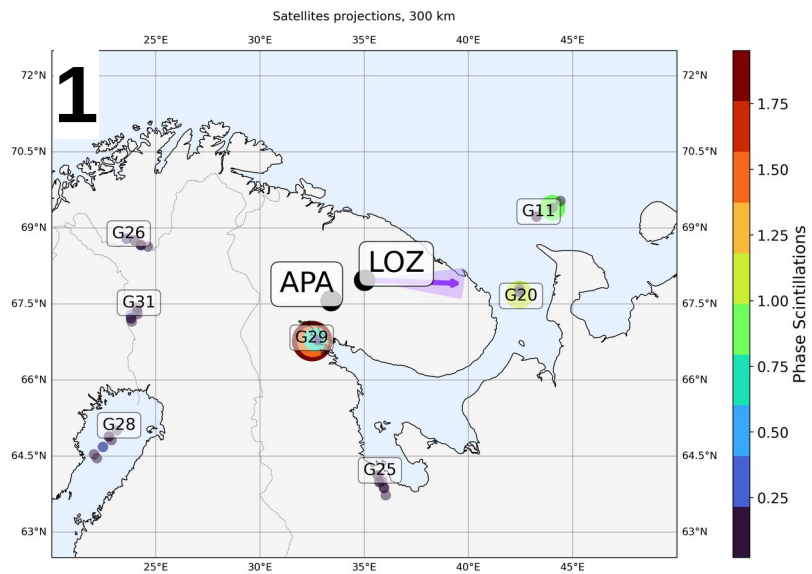 Satellites projections, 300 km
25°E 30°E 35°E 40°E 45°E
1
72°N 72°N
70.5°N 70.5°N
69°N 69°N
67.5°N 67.5°N
66°N 66°N
64.5°N 64.5°N
63°N 63°N
G26
G11
LOZ
APA
G31
G20
G29
G28
G25
25°E 30°E 35°E 40°E 45°E
1.75
1.50
1.25
1.00
0.75
0.50
0.25
Phase Scintillations